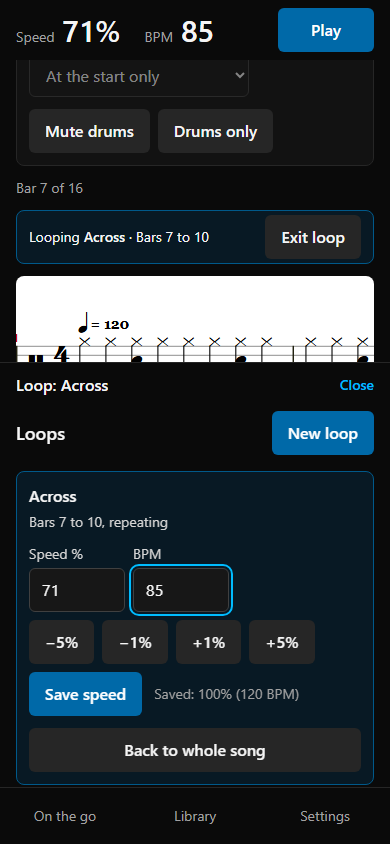 Speed 71% BPM 85 Play
At the start only
Mute drums Drums only
Bar 7 of 16
Looping Across · Bars 7 to 10 Exit loop
= 120
4
Loop: Across Close
Loops New loop
Across
Bars 7 to 10, repeating
Speed % BPM
71 85
−5% −1% +1% +5%
Save speed Saved: 100% (120 BPM)
Back to whole song
On the go Library Settings